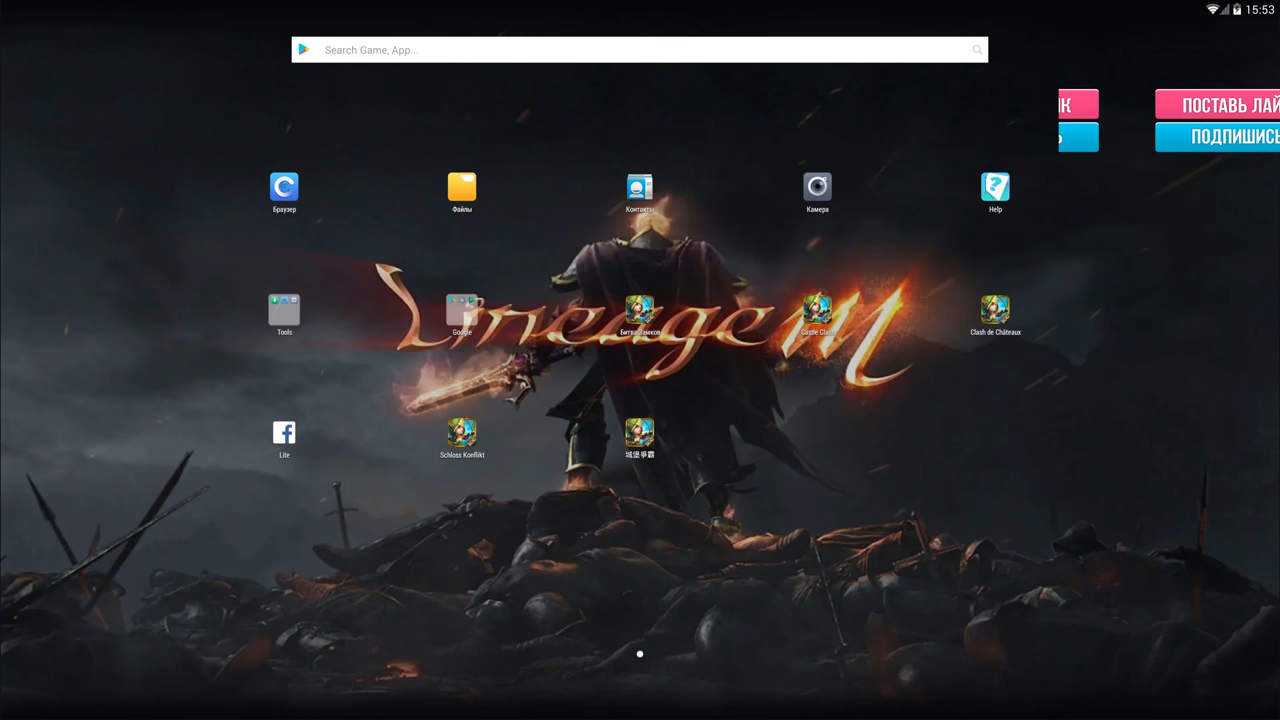 15:53
Search Game, App...
ПОСТАВЬ ЛАЙ
ПОДПИШИСЬ
Браузер
Файлы
Контакты
Камера
Help
Lineage M
Tools
Google
Битва Замков
Castle Clash
Clash de Châteaux
Lite
Schloss Konflikt
城堡爭霸